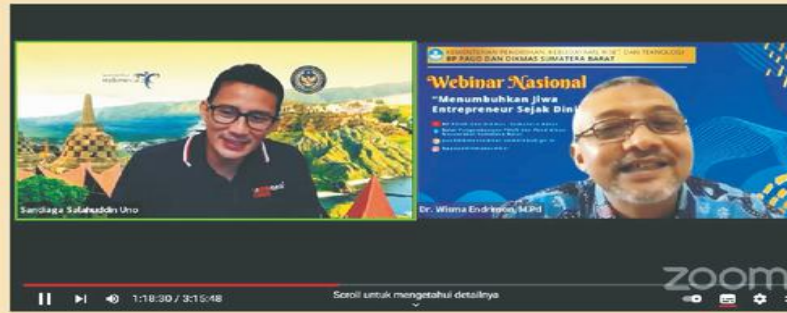 KEMENTERIAN PENDIDIKAN, KEBUDAYAAN, RISET DAN TEKNOLOGI
BP PAUD DAN DIKMAS SUMATERA BARAT
Webinar Nasional
"Menumbuhkan Jiwa
Entrepreneur Sejak Dini
Sandiaga Salahuddin Uno
Dr. Wisma Endrimon, M.Pd
zoom
1:18:30 / 3:15:48
Scroll untuk mengetahui detailnya